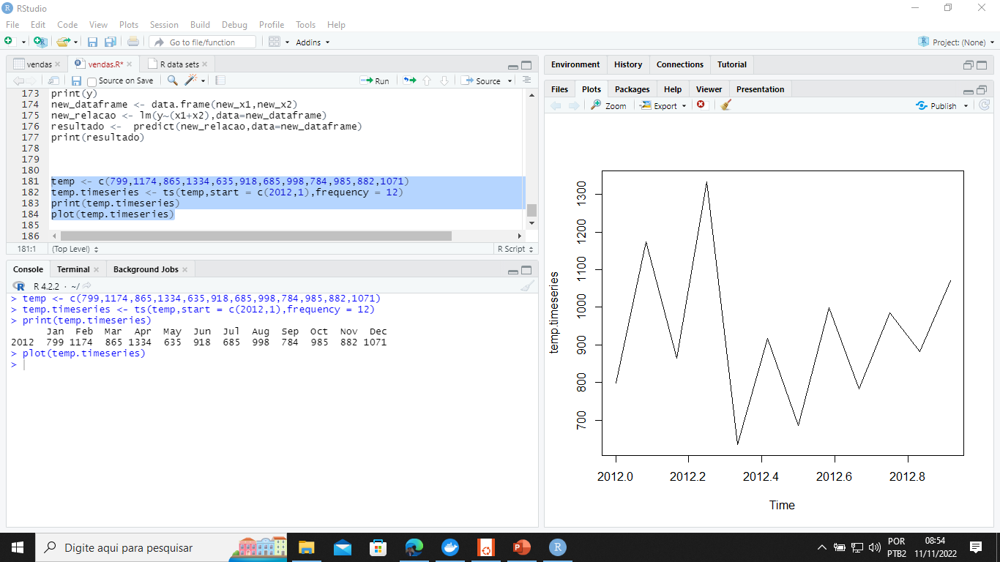 RStudio
File Edit Code View Plots Session Build Debug Profile Tools Help
Go to file/function Addins Project: (None)
vendas vendas.R* R data sets
Source on Save Run Source
173 print(y)
174 new_dataframe <- data.frame(new_x1,new_x2)
175 new_relacao <- lm(y~(x1+x2),data=new_dataframe)
176 resultado <-  predict(new_relacao,data=new_dataframe)
177 print(resultado)
178
179
180
181 temp <- c(799,1174,865,1334,635,918,685,998,784,985,882,1071)
182 temp.timeseries <- ts(temp,start = c(2012,1),frequency = 12)
183 print(temp.timeseries)
184 plot(temp.timeseries)
185
186
181:1 (Top Level) R Script
Console Terminal Background Jobs
R 4.2.2 · ~/
> temp <- c(799,1174,865,1334,635,918,685,998,784,985,882,1071)
> temp.timeseries <- ts(temp,start = c(2012,1),frequency = 12)
> print(temp.timeseries)
Jan Feb Mar Apr May Jun Jul Aug Sep Oct Nov Dec
2012 799 1174 865 1334 635 918 685 998 784 985 882 1071
> plot(temp.timeseries)
>
Environment History Connections Tutorial
Files Plots Packages Help Viewer Presentation
Zoom Export Publish
temp.timeseries
1300
1200
1100
1000
900
800
700
2012.0 2012.2 2012.4 2012.6 2012.8
Time
Digite aqui para pesquisar
POR
PTB2
08:54
11/11/2022